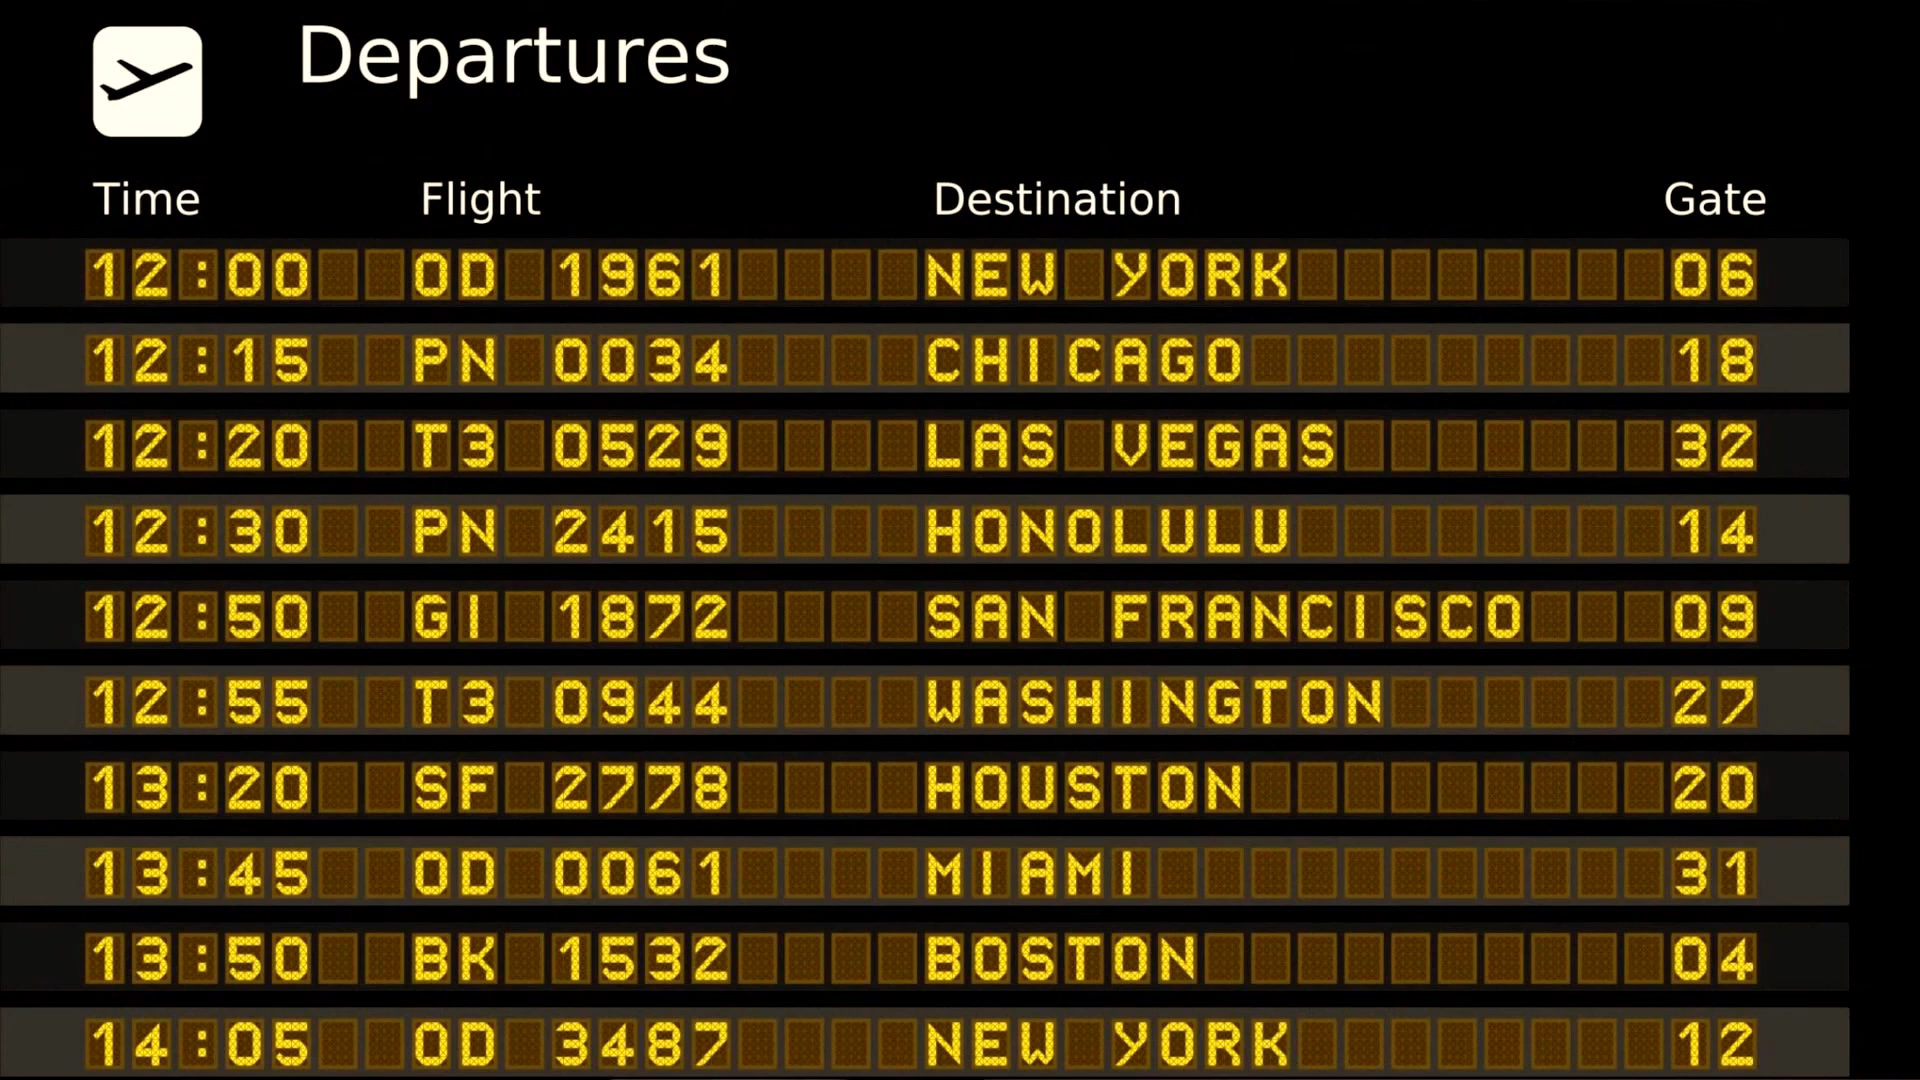 Departures
Time Flight Destination Gate
12:00 OD 1961 NEW YORK 06
12:15 PN 0034 CHICAGO 18
12:20 T3 0529 LAS VEGAS 32
12:30 PN 2415 HONOLULU 14
12:50 GI 1872 SAN FRANCISCO 09
12:55 T3 0944 WASHINGTON 27
13:20 SF 2778 HOUSTON 20
13:45 OD 0061 MIAMI 31
13:50 BK 1532 BOSTON 04
14:05 OD 3487 NEW YORK 12